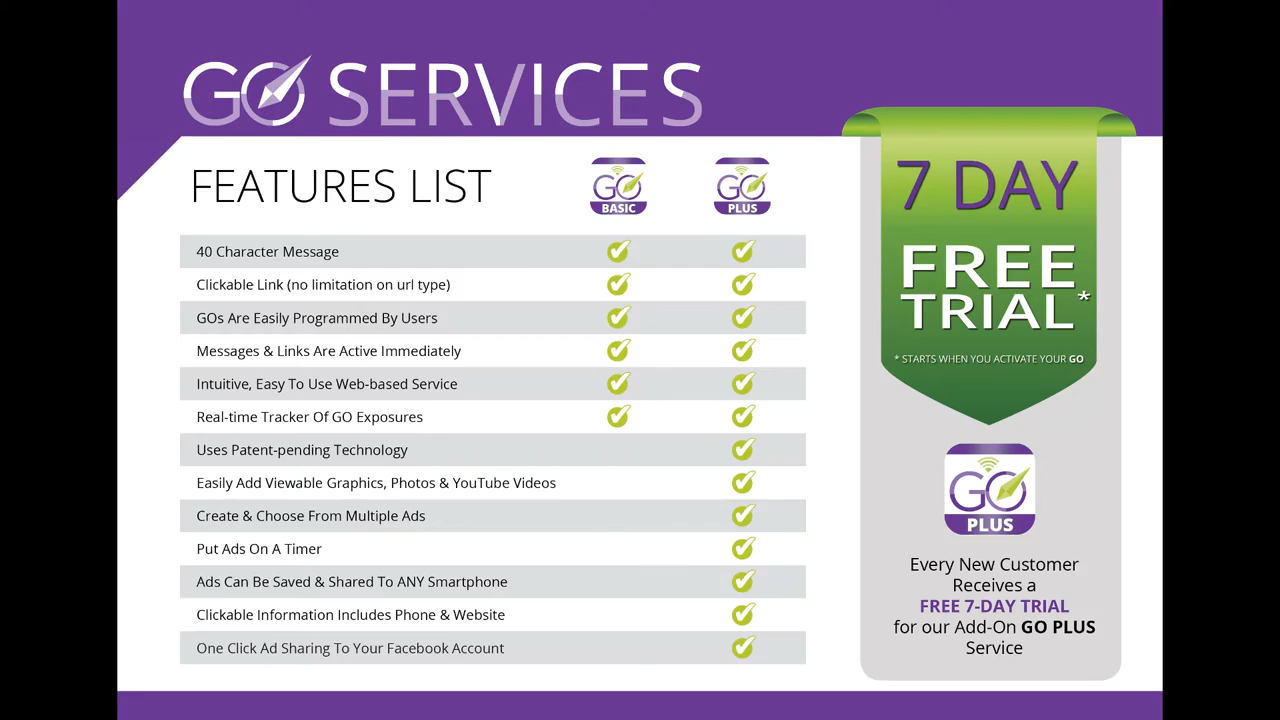 GO SERVICES
FEATURES LIST
GO BASIC
GO PLUS
40 Character Message
Clickable Link (no limitation on url type)
GOs Are Easily Programmed By Users
Messages & Links Are Active Immediately
Intuitive, Easy To Use Web-based Service
Real-time Tracker Of GO Exposures
Uses Patent-pending Technology
Easily Add Viewable Graphics, Photos & YouTube Videos
Create & Choose From Multiple Ads
Put Ads On A Timer
Ads Can Be Saved & Shared To ANY Smartphone
Clickable Information Includes Phone & Website
One Click Ad Sharing To Your Facebook Account
7 DAY
FREE
TRIAL*
* STARTS WHEN YOU ACTIVATE YOUR GO
GO
PLUS
Every New Customer
Receives a
FREE 7-DAY TRIAL
for our Add-On GO PLUS
Service